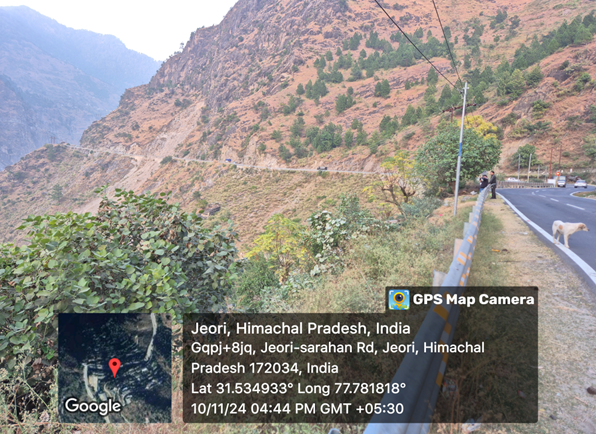 GPS Map Camera
Jeori, Himachal Pradesh, India
Gqpj+8jq, Jeori-sarahan Rd, Jeori, Himachal
Pradesh 172034, India
Lat 31.534933° Long 77.781818°
10/11/24 04:44 PM GMT +05:30
Google